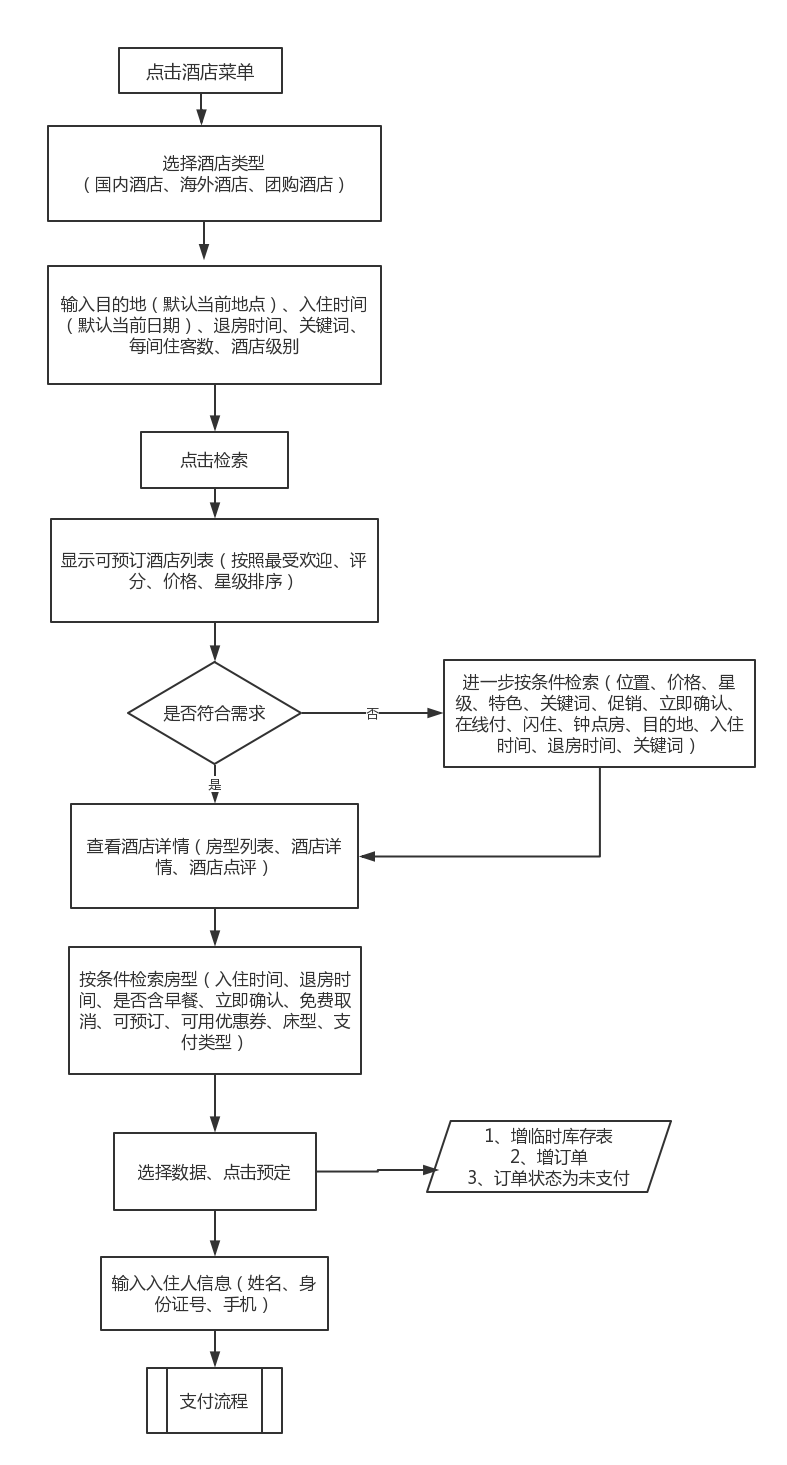 点击酒店菜单
选择酒店类型
（国内酒店、海外酒店、团购酒店）
输入目的地（默认当前地点）、入住时间
（默认当前日期）、退房时间、关键词、
每间住客数、酒店级别
点击检索
显示可预订酒店列表（按照最受欢迎、评
分、价格、星级排序）
是否符合需求
否
进一步按条件检索（位置、价格、星
级、特色、关键词、促销、立即确认、
在线付、闪住、钟点房、目的地、入住
时间、退房时间、关键词）
是
查看酒店详情（房型列表、酒店详
情、酒店点评）
按条件检索房型（入住时间、退房时
间、是否含早餐、立即确认、免费取
消、可预订、可用优惠券、床型、支
付类型）
选择数据、点击预定
1、增临时库存表
2、增订单
3、订单状态为未支付
输入入住人信息（姓名、身
份证号、手机）
支付流程